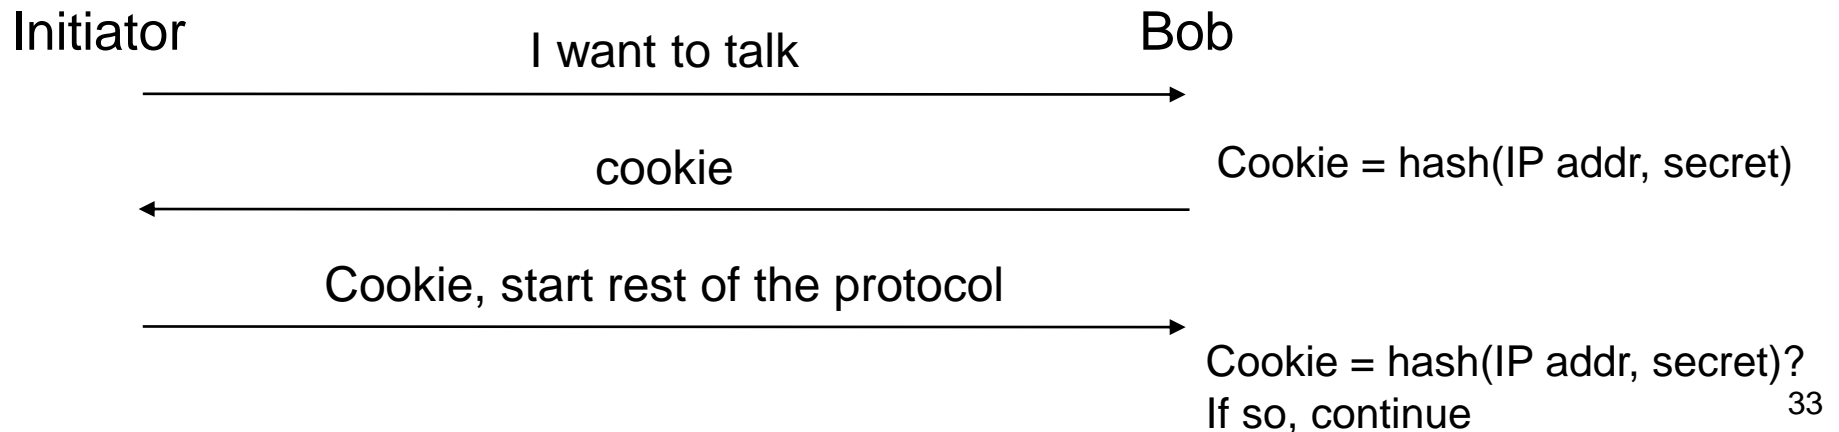 Initiator
Bob
I want to talk
cookie
Cookie = hash(IP addr, secret)
Cookie, start rest of the protocol
Cookie = hash(IP addr, secret)?
If so, continue
33